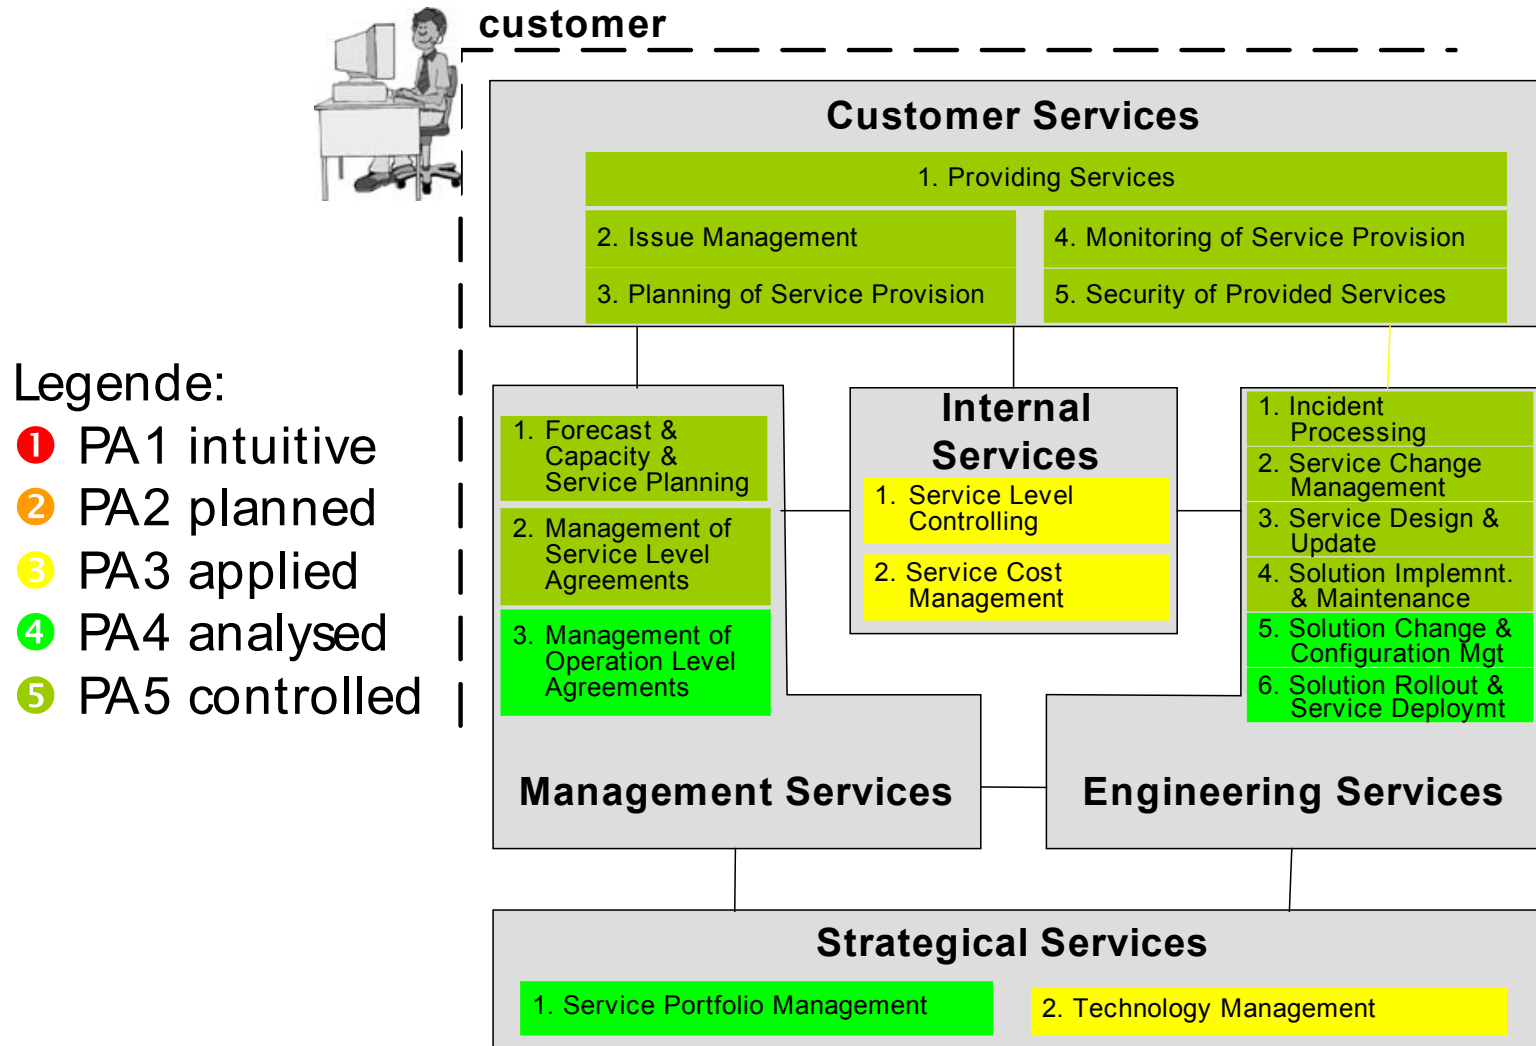 customer
Customer Services
1. Providing Services
2. Issue Management
3. Planning of Service Provision
4. Monitoring of Service Provision
5. Security of Provided Services
Legende:
1 PA1 intuitive
2 PA2 planned
3 PA3 applied
4 PA4 analysed
5 PA5 controlled
1. Forecast &
Capacity &
Service Planning
2. Management of
Service Level
Agreements
3. Management of
Operation Level
Agreements
Management Services
Internal
Services
1. Service Level
Controlling
2. Service Cost
Management
1. Incident
Processing
2. Service Change
Management
3. Service Design &
Update
4. Solution Implemnt.
& Maintenance
5. Solution Change &
Configuration Mgt
6. Solution Rollout &
Service Deploymt
Engineering Services
Strategical Services
1. Service Portfolio Management
2. Technology Management